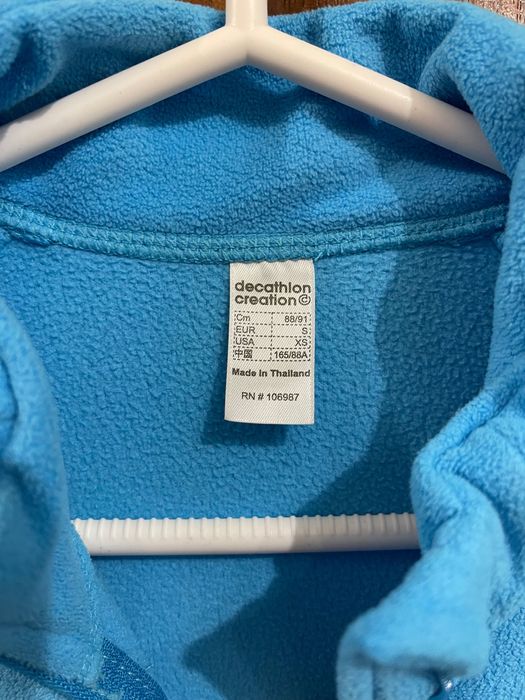 decathlon
creation ©
Cm 88/91
EUR S
USA XS
中国 165/88A
Made in Thailand
RN # 106987